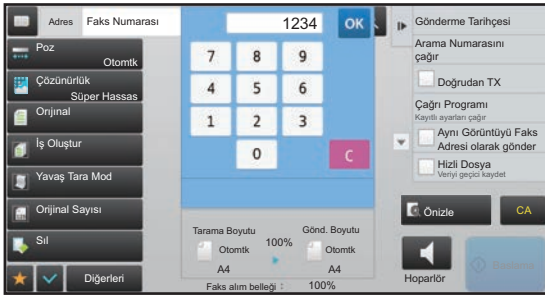 Adres
Faks Numarası
1234
OK
Gönderme Tarihçesi
Poz
Otomtk
Çözünürlük
Süper Hassas
Orijinal
İş Oluştur
Yavaş Tara Mod
Orijinal Sayısı
Sıl
Diğerleri
7 8 9
4 5 6
1 2 3
0
C
Tarama Boyutu
Otomtk
A4
100%
Gönd. Boyutu
Otomtk
A4
Faks alım belleği : 100%
Arama Numarasını
çağır
Doğrudan TX
Çağrı Programı
Kayıtlı ayarları çağır
Aynı Görüntüyü Faks
Adresi olarak gönder
Hizli Dosya
Veriyi geçici kaydet
Önizle
CA
Hoparlör